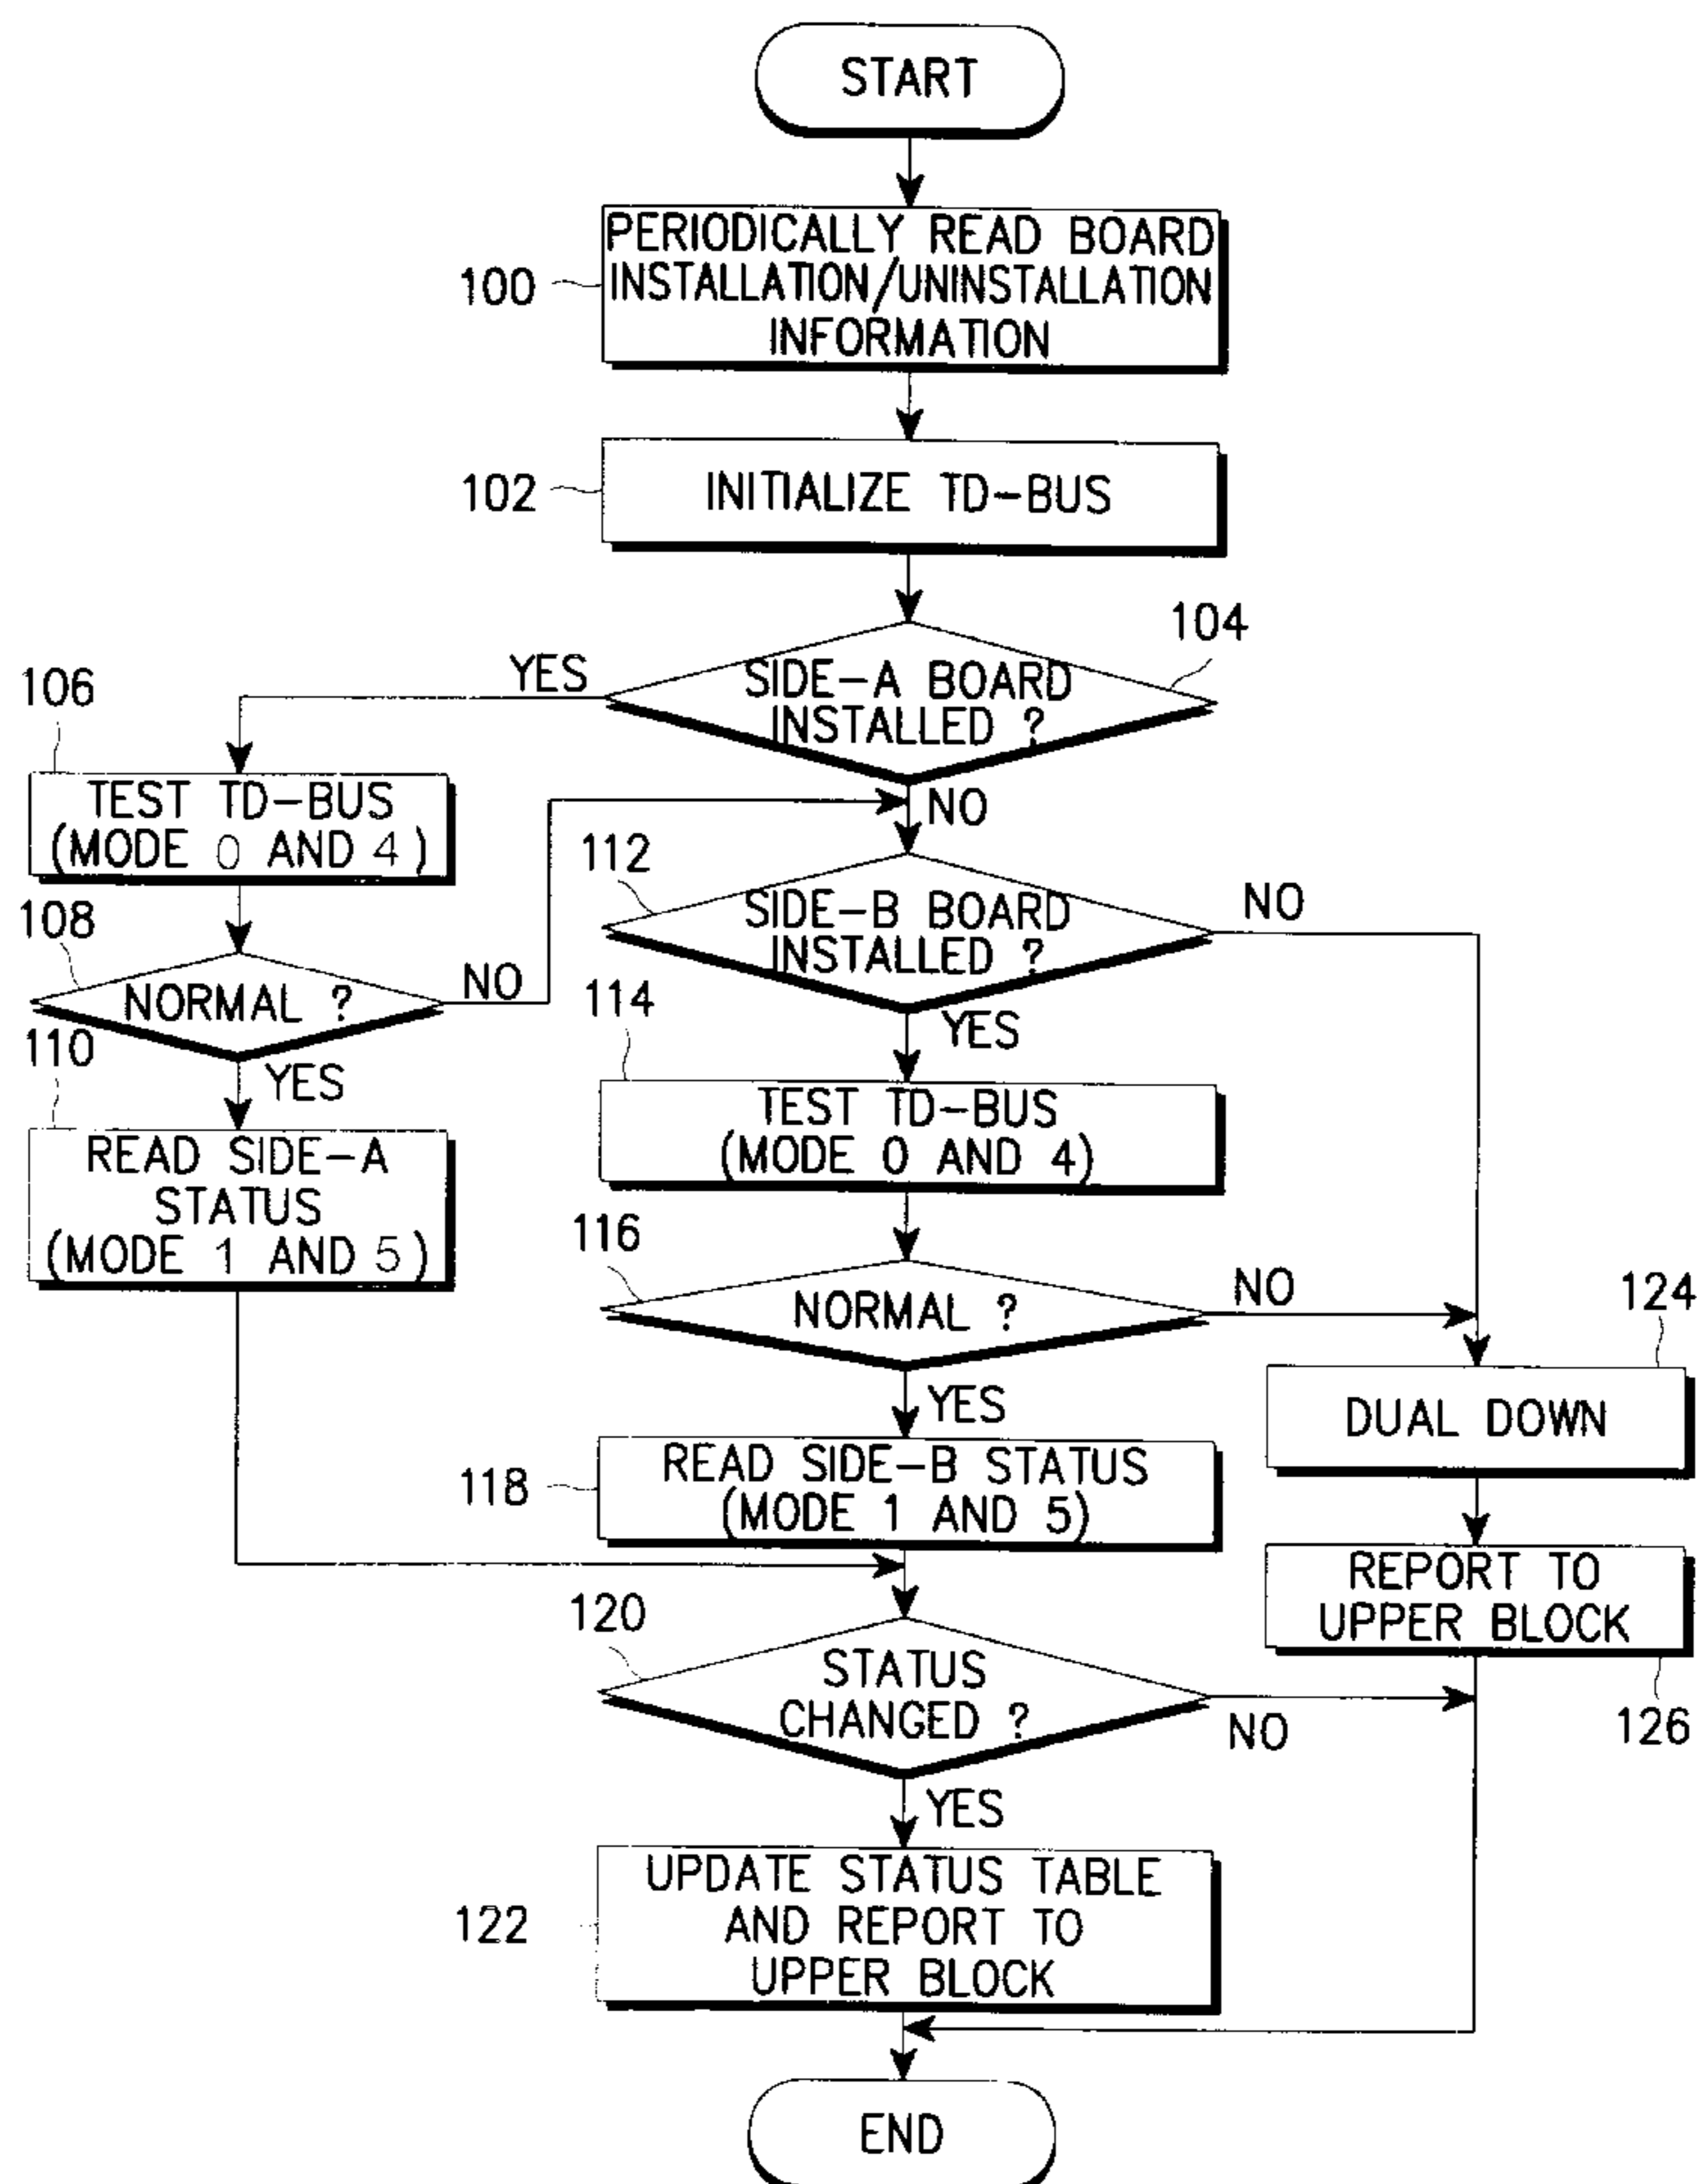 START
PERIODICALLY READ BOARD
INSTALLATION/UNINSTALLATION
INFORMATION
100
INITIALIZE TD-BUS
102
104
SIDE-A BOARD
INSTALLED ?
YES
NO
106
TEST TD-BUS
(MODE 0 AND 4)
108
NORMAL ?
NO
YES
110
READ SIDE-A
STATUS
(MODE 1 AND 5)
112
SIDE-B BOARD
INSTALLED ?
NO
YES
114
TEST TD-BUS
(MODE 0 AND 4)
116
NORMAL ?
NO
YES
118
READ SIDE-B STATUS
(MODE 1 AND 5)
124
DUAL DOWN
REPORT TO
UPPER BLOCK
126
120
STATUS
CHANGED ?
NO
YES
122
UPDATE STATUS TABLE
AND REPORT TO
UPPER BLOCK
END